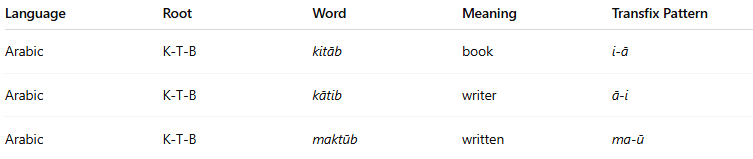 Language Root Word Meaning Transfix Pattern
Arabic K-T-B kitāb book i-ā
Arabic K-T-B kātib writer ā-i
Arabic K-T-B maktūb written ma-ū